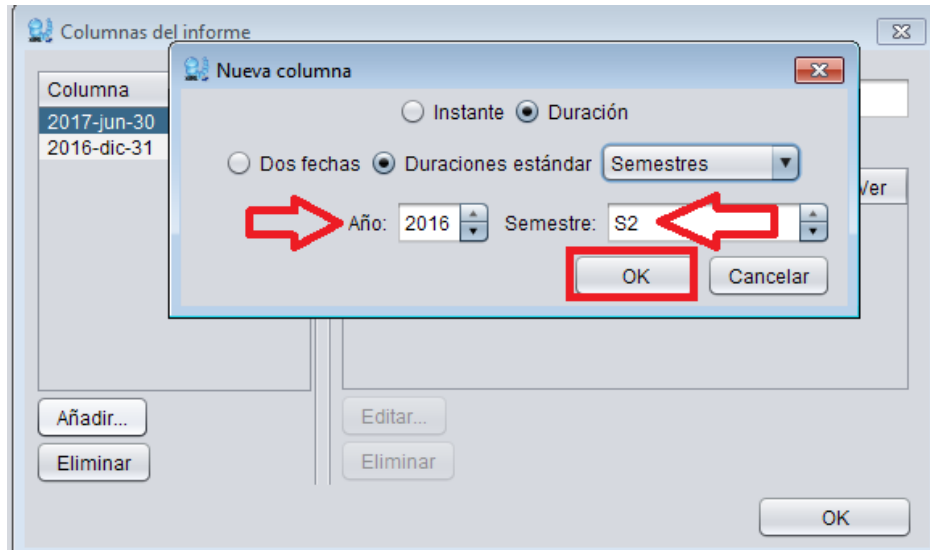 Columnas del informe
Nueva columna
Columna
Instante Duración
2017-jun-30
2016-dic-31
Dos fechas Duraciones estándar Semestres
Ver
Año: 2016 Semestre: S2
OK Cancelar
Añadir... Editar...
Eliminar Eliminar
OK